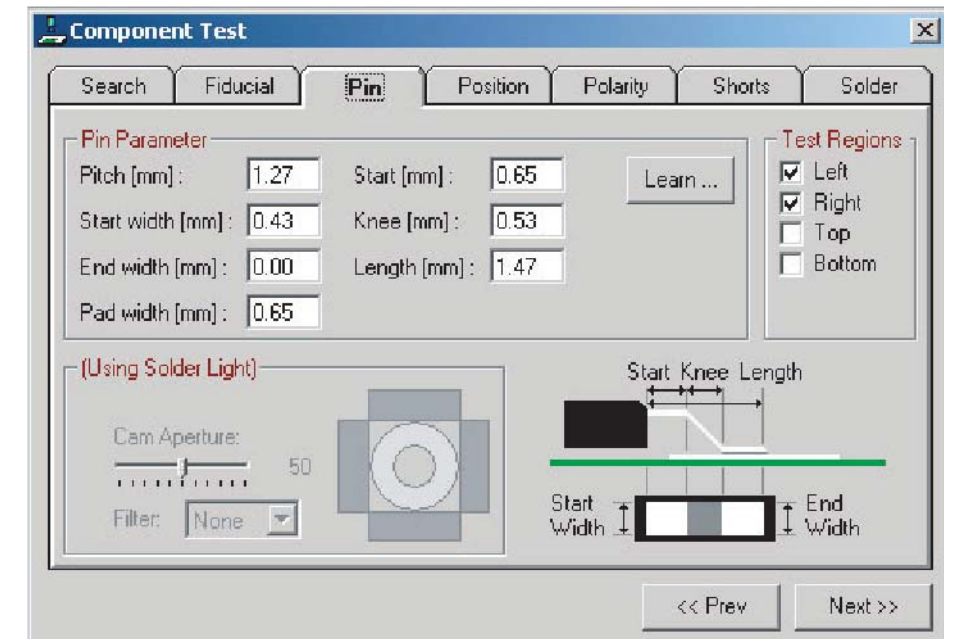 Component Test
Search Fiducial Pin Position Polarity Shorts Solder
Pin Parameter
Pitch [mm] : 1.27 Start [mm] : 0.65 Learn ...
Start width [mm] : 0.43 Knee [mm] : 0.53
End width [mm] : 0.00 Length [mm] : 1.47
Pad width [mm] : 0.65
Test Regions
Left
Right
Top
Bottom
(Using Solder Light)
Cam Aperture:
50
Filter: None
Start Knee Length
Start Width
End Width
<< Prev Next >>